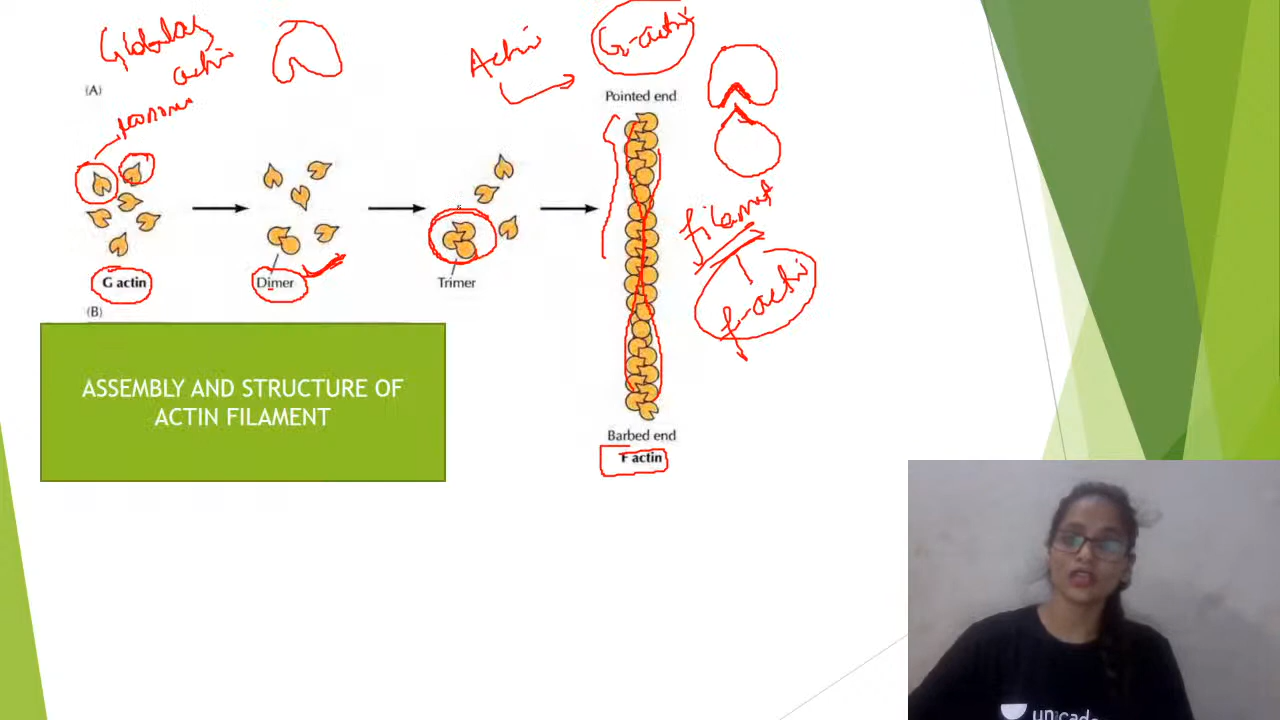 Globular
actin
Actin
G-actin
(A)
Pointed end
filament
G actin
Dimer
Trimer
f-actin
(B)
ASSEMBLY AND STRUCTURE OF
ACTIN FILAMENT
Barbed end
F actin